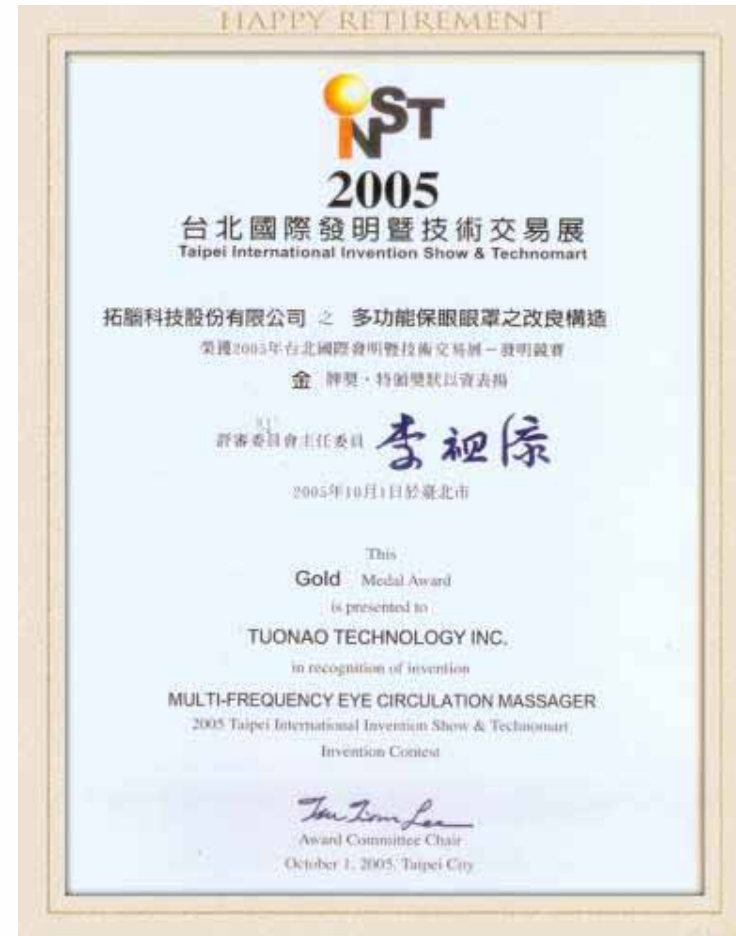 HAPPY RETIREMENT
iNST
2005
台北國際發明暨技術交易展
Taipei International Invention Show & Technomart
拓腦科技股份有限公司 之 多功能保眼眼罩之改良構造
榮獲2005年台北國際發明暨技術交易展－發明競賽
金 牌獎・特頒獎狀以資表揚
評審委員會主任委員 李祖添
2005年10月1日於臺北市
This
Gold Medal Award
is presented to
TUONAO TECHNOLOGY INC.
in recognition of invention
MULTI-FREQUENCY EYE CIRCULATION MASSAGER
2005 Taipei International Invention Show & Technomart
Invention Contest
Tsu Tian Lee
Award Committee Chair
October 1, 2005, Taipei City